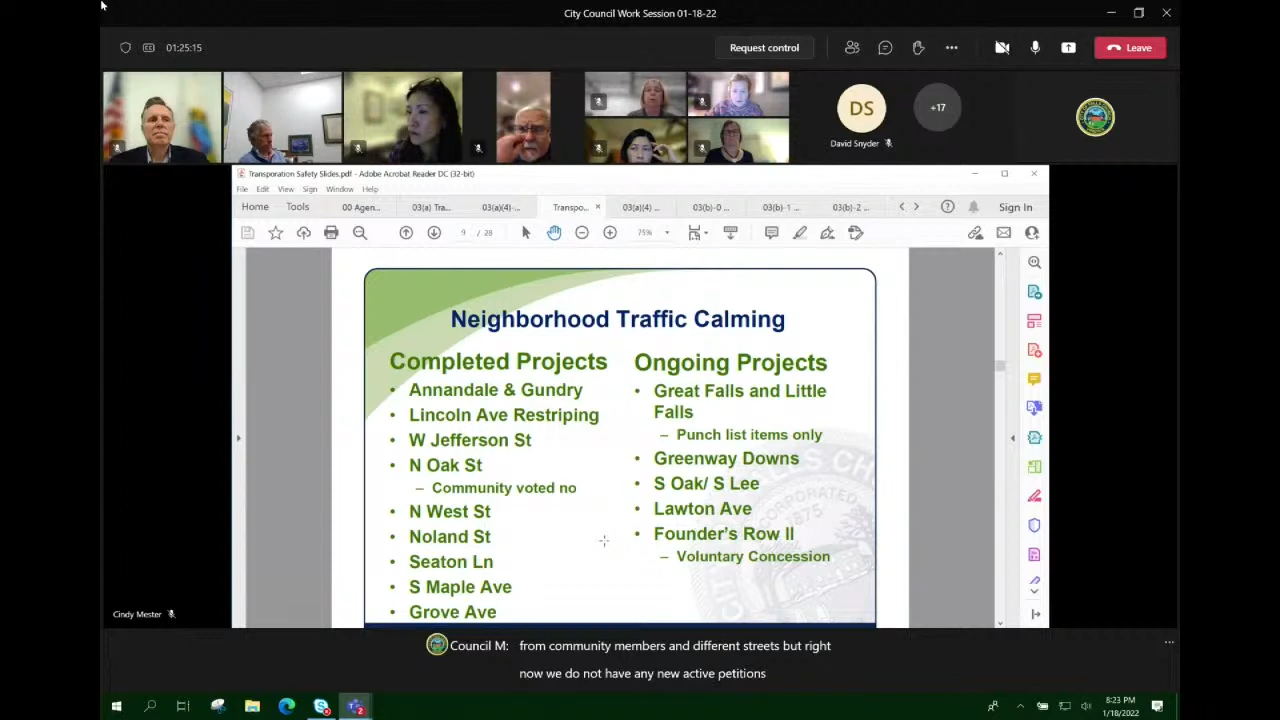 City Council Work Session 01-18-22
01:25:15
Request control
Leave
DS
+17
David Snyder
Transporation Safety Slides.pdf - Adobe Acrobat Reader DC (32-bit)
File Edit View Sign Window Help
Home Tools 00 Agen... 03(a) Tra... 03(a)(4)-... Transpo... × 03(a)(4) ... 03(b)-0 ... 03(b)-1 ... 03(b)-2 ... Sign In
9 / 28 75%
Neighborhood Traffic Calming
Completed Projects
• Annandale & Gundry
• Lincoln Ave Restriping
• W Jefferson St
• N Oak St
– Community voted no
• N West St
• Noland St
• Seaton Ln
• S Maple Ave
• Grove Ave
Ongoing Projects
• Great Falls and Little
Falls
– Punch list items only
• Greenway Downs
• S Oak/ S Lee
• Lawton Ave
• Founder's Row II
– Voluntary Concession
Cindy Mester
Council M: from community members and different streets but right
now we do not have any new active petitions
8:23 PM
1/18/2022